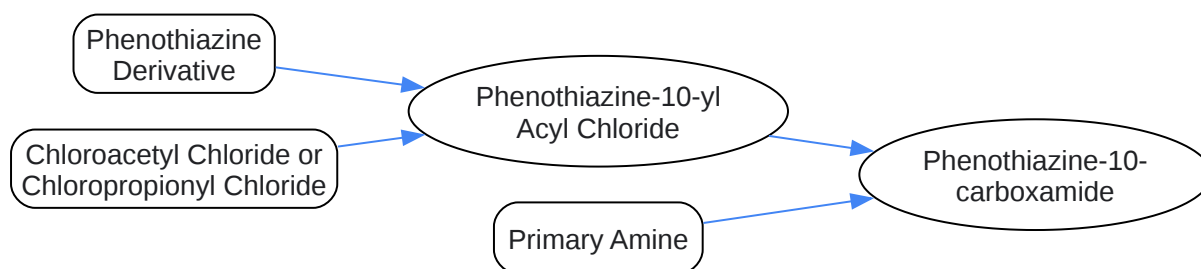 Phenothiazine
Derivative
Chloroacetyl Chloride or
Chloropropionyl Chloride
Phenothiazine-10-yl
Acyl Chloride
Primary Amine
Phenothiazine-10-
carboxamide